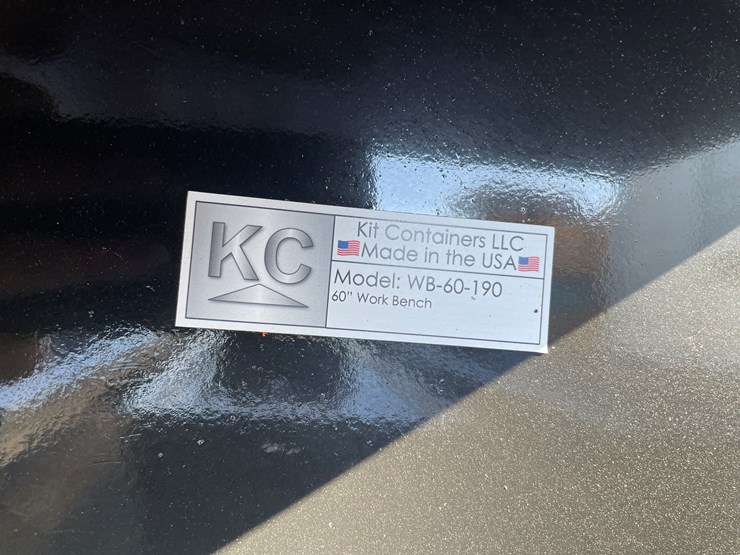 KC
Kit Containers LLC
Made in the USA
Model: WB-60-190
60" Work Bench